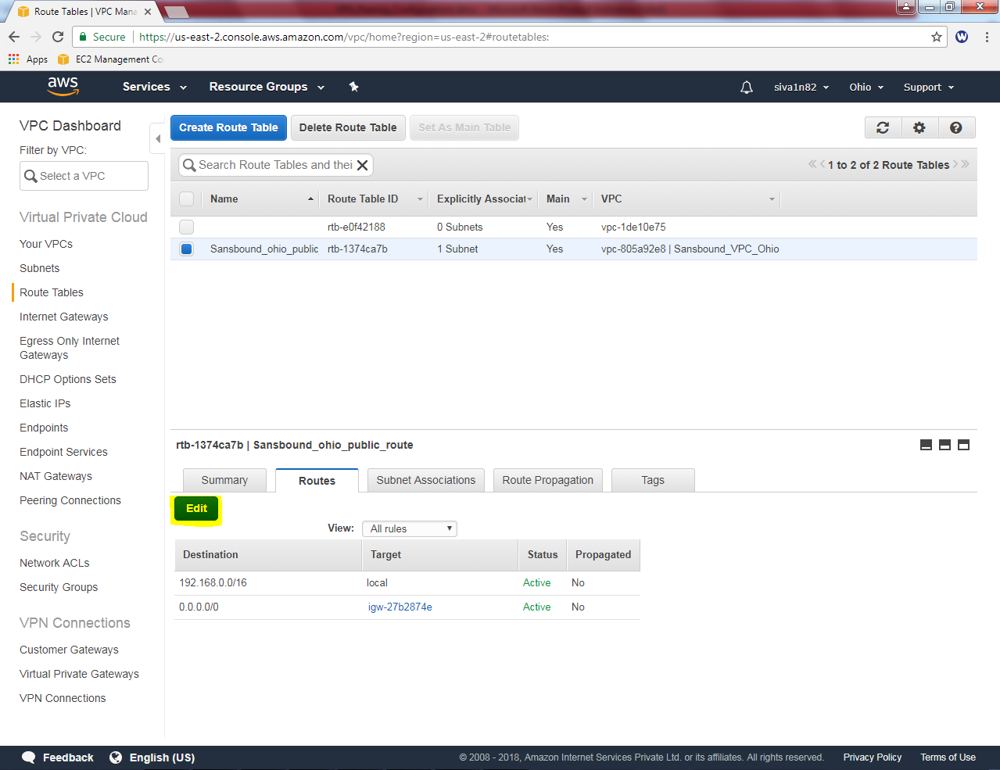 Route Tables | VPC Mana
Secure https://us-east-2.console.aws.amazon.com/vpc/home?region=us-east-2#routetables:
Apps EC2 Management Co
aws Services Resource Groups siva1n82 Ohio Support
VPC Dashboard
Filter by VPC:
Select a VPC
Virtual Private Cloud
Your VPCs
Subnets
Route Tables
Internet Gateways
Egress Only Internet
Gateways
DHCP Options Sets
Elastic IPs
Endpoints
Endpoint Services
NAT Gateways
Peering Connections
Security
Network ACLs
Security Groups
VPN Connections
Customer Gateways
Virtual Private Gateways
VPN Connections
Create Route Table Delete Route Table Set As Main Table
Search Route Tables and thei 1 to 2 of 2 Route Tables
Name Route Table ID Explicitly Associat Main VPC
rtb-e0f42188 0 Subnets Yes vpc-1de10e75
Sansbound_ohio_public rtb-1374ca7b 1 Subnet Yes vpc-805a92e8 | Sansbound_VPC_Ohio
rtb-1374ca7b | Sansbound_ohio_public_route
Summary Routes Subnet Associations Route Propagation Tags
Edit
View: All rules
Destination Target Status Propagated
192.168.0.0/16 local Active No
0.0.0.0/0 igw-27b2874e Active No
Feedback English (US) © 2008 - 2018, Amazon Internet Services Private Ltd. or its affiliates. All rights reserved. Privacy Policy Terms of Use